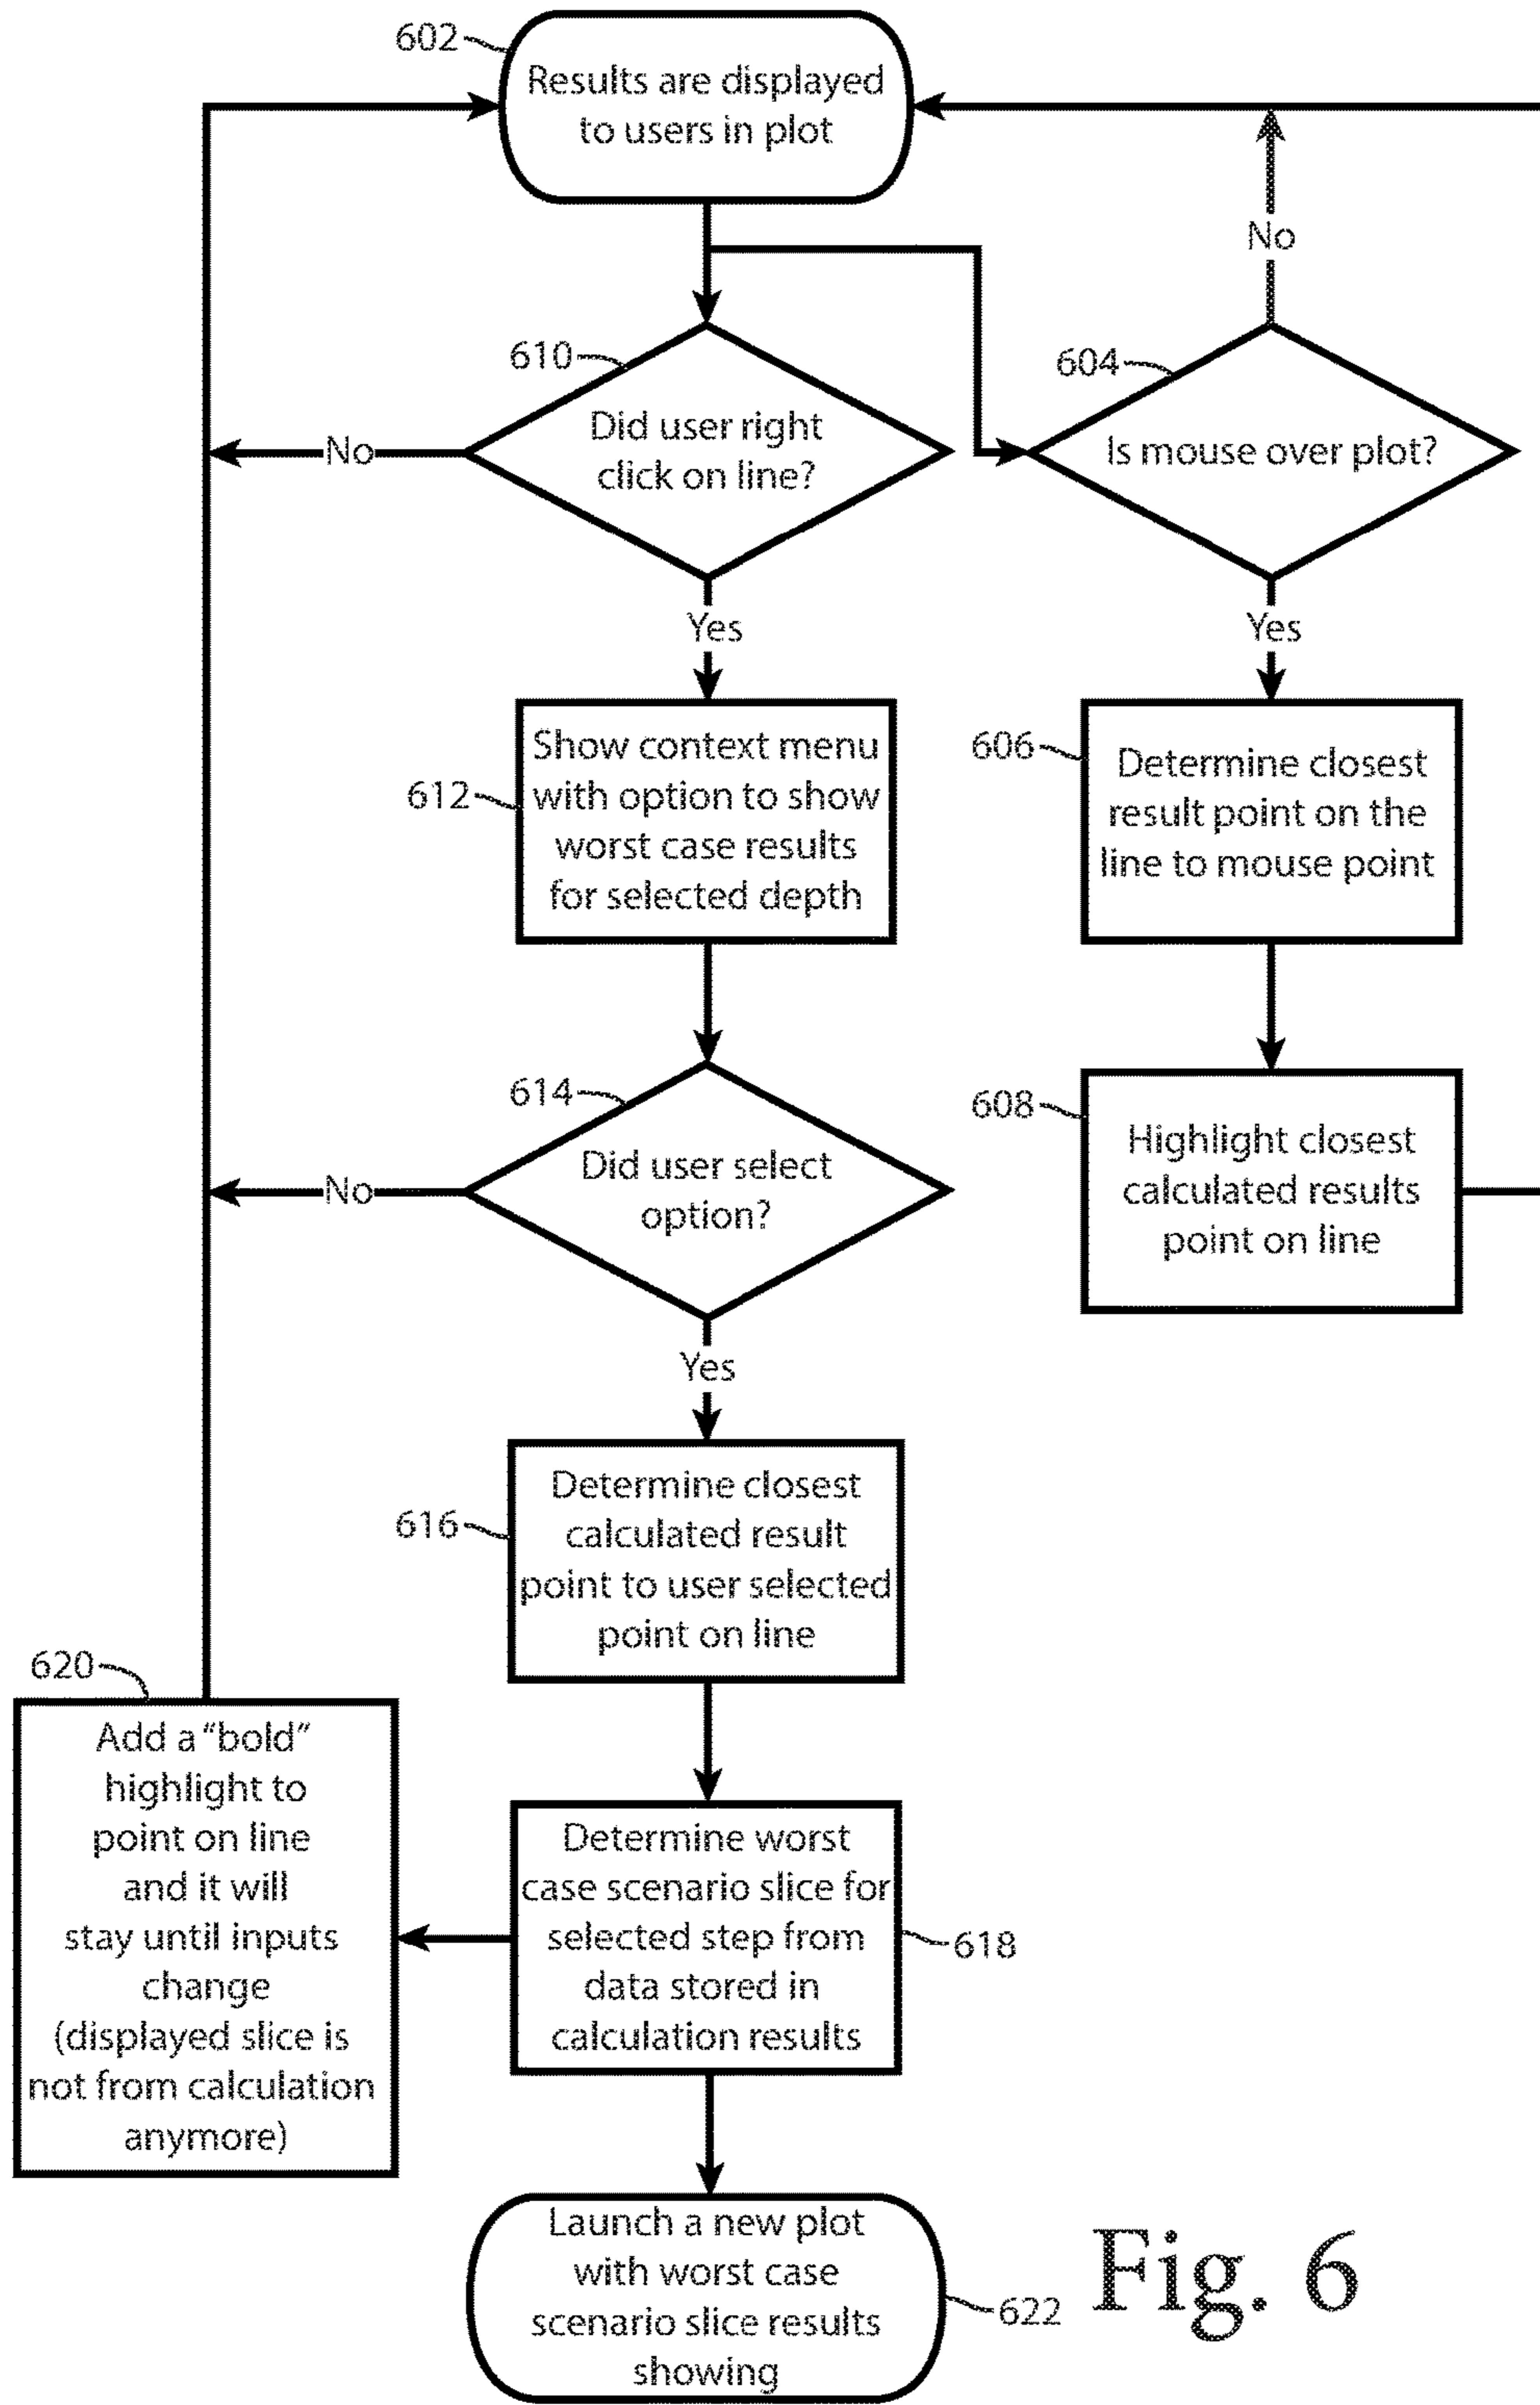 602
Results are displayed
to users in plot
No
610
Did user right
click on line?
No
604
Is mouse over plot?
Yes
Yes
612
Show context menu
with option to show
worst case results
for selected depth
606
Determine closest
result point on the
line to mouse point
614
Did user select
option?
No
608
Highlight closest
calculated results
point on line
Yes
616
Determine closest
calculated result
point to user selected
point on line
620
Add a “bold”
highlight to
point on line
and it will
stay until inputs
change
(displayed slice is
not from calculation
anymore)
Determine worst
case scenario slice for
selected step from
data stored in
calculation results
618
Launch a new plot
with worst case
scenario slice results
showing
622
Fig. 6